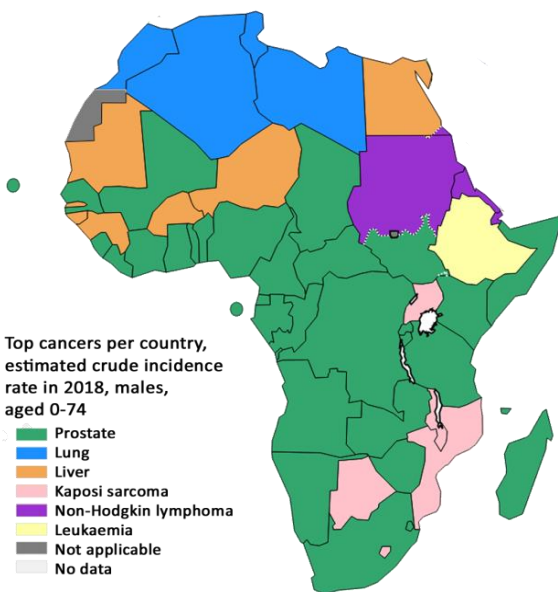 Top cancers per country,
estimated crude incidence
rate in 2018, males,
aged 0-74
Prostate
Lung
Liver
Kaposi sarcoma
Non-Hodgkin lymphoma
Leukaemia
Not applicable
No data